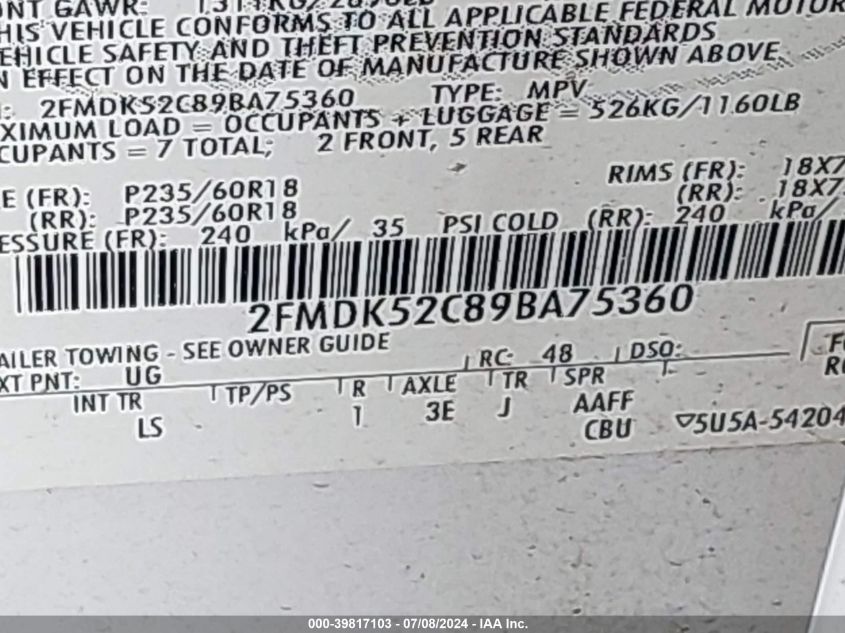 NT GAWR: 1311KG/
HIS VEHICLE CONFORMS TO ALL APPLICABLE FEDERAL MOTOR
EHICLE SAFETY AND THEFT PREVENTION STANDARDS
N EFFECT ON THE DATE OF MANUFACTURE SHOWN ABOVE
: 2FMDK52C89BA75360 TYPE: MPV
XIMUM LOAD = OCCUPANTS + LUGGAGE = 526KG/1160LB
CUPANTS = 7 TOTAL; 2 FRONT, 5 REAR
E (FR): P235/60R18 RIMS (FR): 18X7
(RR): P235/60R18 (RR): 18X7
ESSURE (FR): 240 kPa/ 35 PSI COLD (RR): 240 kPa/
2FMDK52C89BA75360
AILER TOWING - SEE OWNER GUIDE RC: 48 DSO:
XT PNT: UG
INT TR TP/PS R AXLE TR SPR
LS 1 3E J AAFF
CBU 5U5A-54204
000-39817103 - 07/08/2024 - IAA Inc.